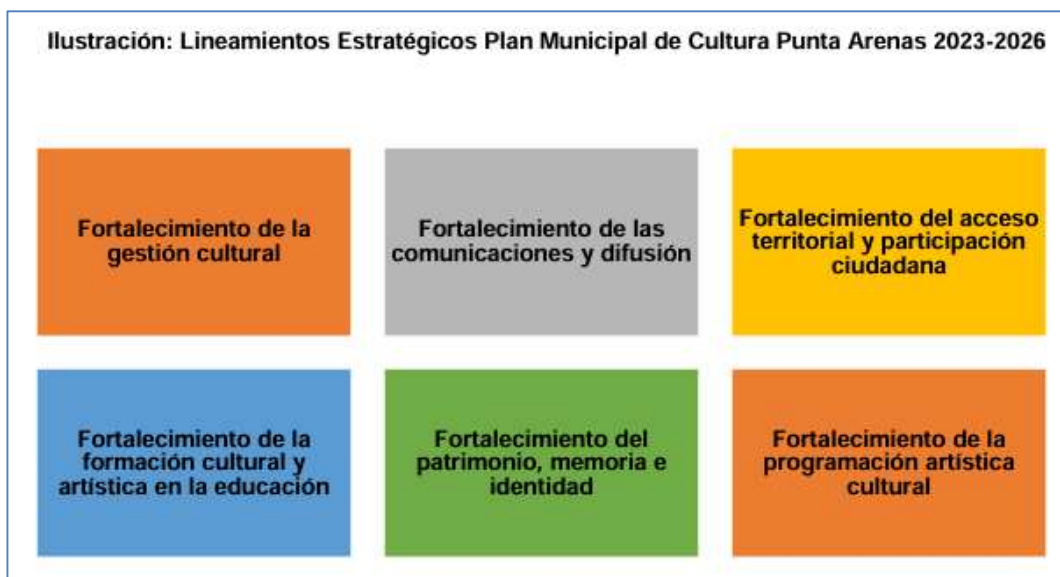 Ilustración: Lineamientos Estratégicos Plan Municipal de Cultura Punta Arenas 2023-2026
Fortalecimiento de la
gestión cultural
Fortalecimiento de las
comunicaciones y difusión
Fortalecimiento del acceso
territorial y participación
ciudadana
Fortalecimiento de la
formación cultural y
artística en la educación
Fortalecimiento del
patrimonio, memoria e
identidad
Fortalecimiento de la
programación artística
cultural